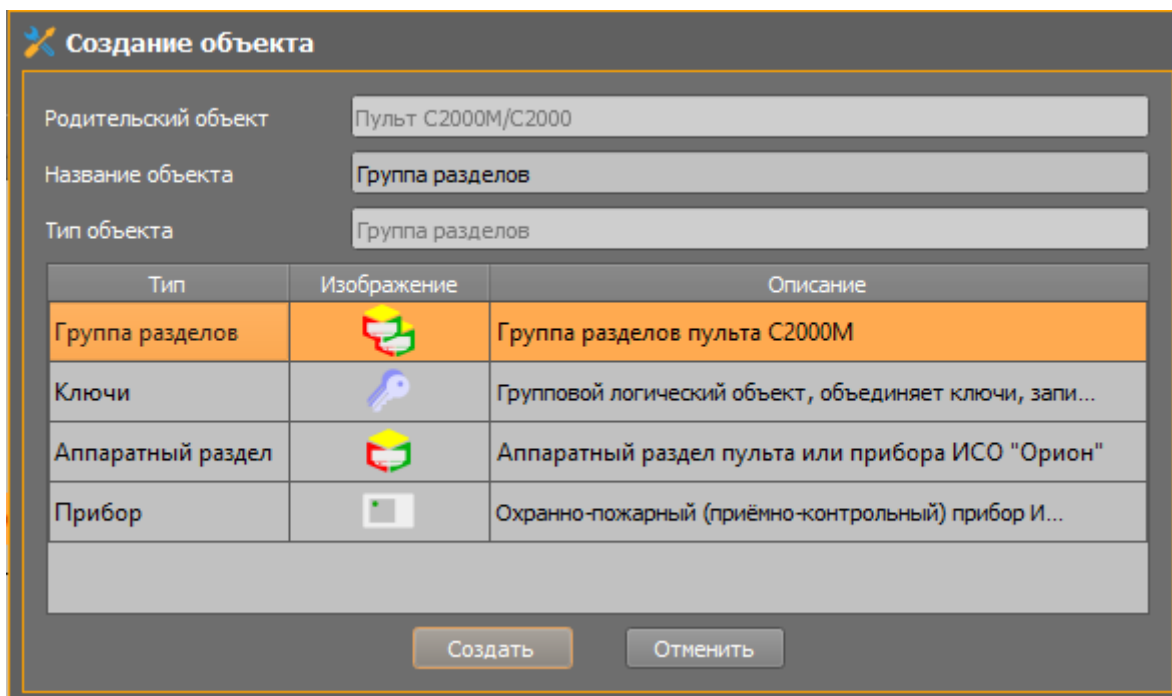 Создание объекта
Родительский объект Пульт С2000М/С2000
Название объекта Группа разделов
Тип объекта Группа разделов
Тип Изображение Описание
Группа разделов Группа разделов пульта С2000М
Ключи Групповой логический объект, объединяет ключи, запи...
Аппаратный раздел Аппаратный раздел пульта или прибора ИСО "Орион"
Прибор Охранно-пожарный (приёмно-контрольный) прибор И...
Создать Отменить